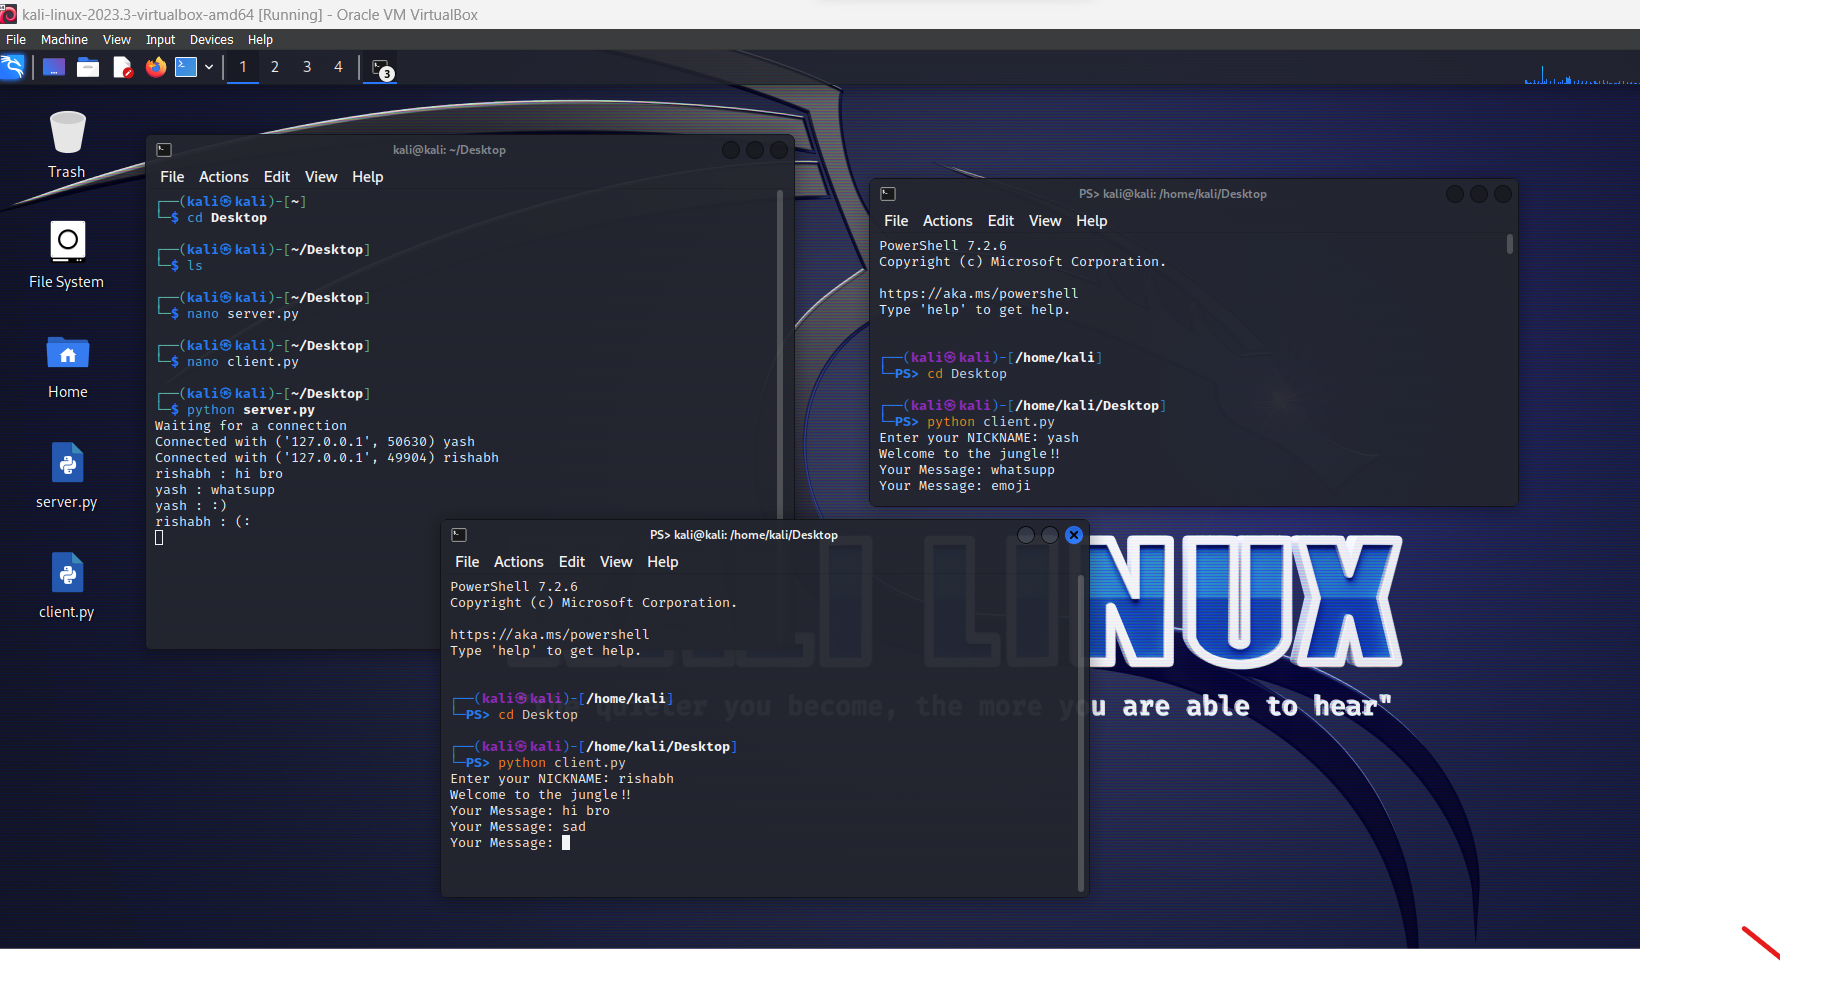 kali-linux-2023.3-virtualbox-amd64 [Running] - Oracle VM VirtualBox
File Machine View Input Devices Help
1 2 3 4 3
Trash
File System
Home
server.py
client.py
kali@kali: ~/Desktop
File Actions Edit View Help
┌──(kali㉿kali)-[~]
└─$ cd Desktop
┌──(kali㉿kali)-[~/Desktop]
└─$ ls
┌──(kali㉿kali)-[~/Desktop]
└─$ nano server.py
┌──(kali㉿kali)-[~/Desktop]
└─$ nano client.py
┌──(kali㉿kali)-[~/Desktop]
└─$ python server.py
Waiting for a connection
Connected with ('127.0.0.1', 50630) yash
Connected with ('127.0.0.1', 49904) rishabh
rishabh : hi bro
yash : whatsupp
yash : :)
rishabh : (:
PS> kali@kali: /home/kali/Desktop
File Actions Edit View Help
PowerShell 7.2.6
Copyright (c) Microsoft Corporation.
https://aka.ms/powershell
Type 'help' to get help.
┌──(kali㉿kali)-[/home/kali]
└─PS> cd Desktop
┌──(kali㉿kali)-[/home/kali/Desktop]
└─PS> python client.py
Enter your NICKNAME: yash
Welcome to the jungle!!
Your Message: whatsupp
Your Message: emoji
PS> kali@kali: /home/kali/Desktop
File Actions Edit View Help
PowerShell 7.2.6
Copyright (c) Microsoft Corporation.
https://aka.ms/powershell
Type 'help' to get help.
┌──(kali㉿kali)-[/home/kali]
└─PS> cd Desktop
┌──(kali㉿kali)-[/home/kali/Desktop]
└─PS> python client.py
Enter your NICKNAME: rishabh
Welcome to the jungle!!
Your Message: hi bro
Your Message: sad
Your Message:
LINUX
quieter you become, the more you are able to hear"